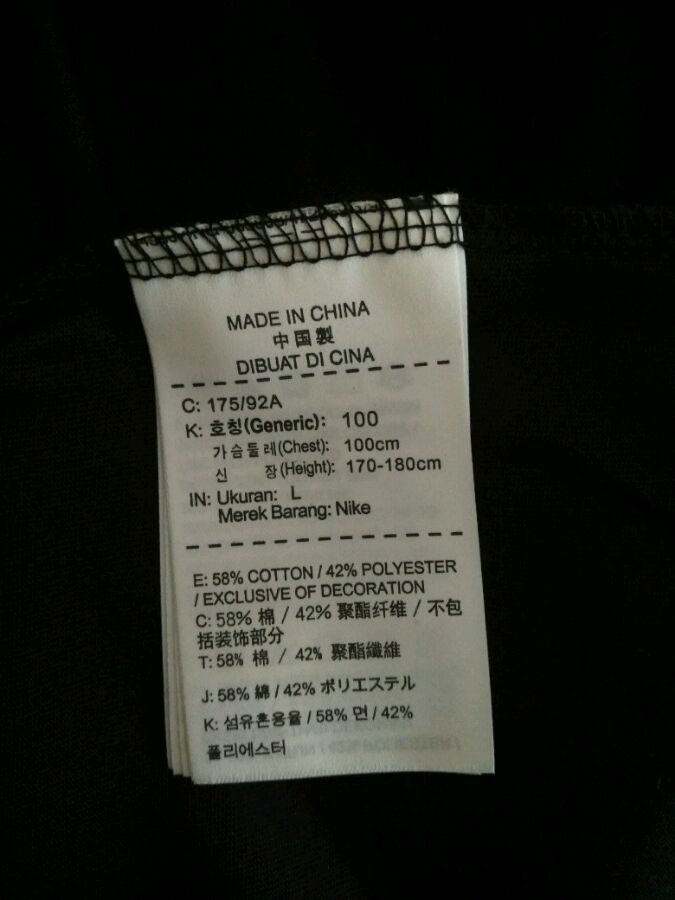 MADE IN CHINA
中国製
DIBUAT DI CINA
C: 175/92A
K: 호칭(Generic): 100
가슴둘레(Chest): 100cm
신 장(Height): 170-180cm
IN: Ukuran: L
Merek Barang: Nike
E: 58% COTTON / 42% POLYESTER
/ EXCLUSIVE OF DECORATION
C: 58% 棉 / 42% 聚酯纤维 / 不包
括装饰部分
T: 58% 棉 / 42% 聚酯纖維
J: 58% 綿 / 42% ポリエステル
K: 섬유혼용율 / 58% 면 / 42%
폴리에스터